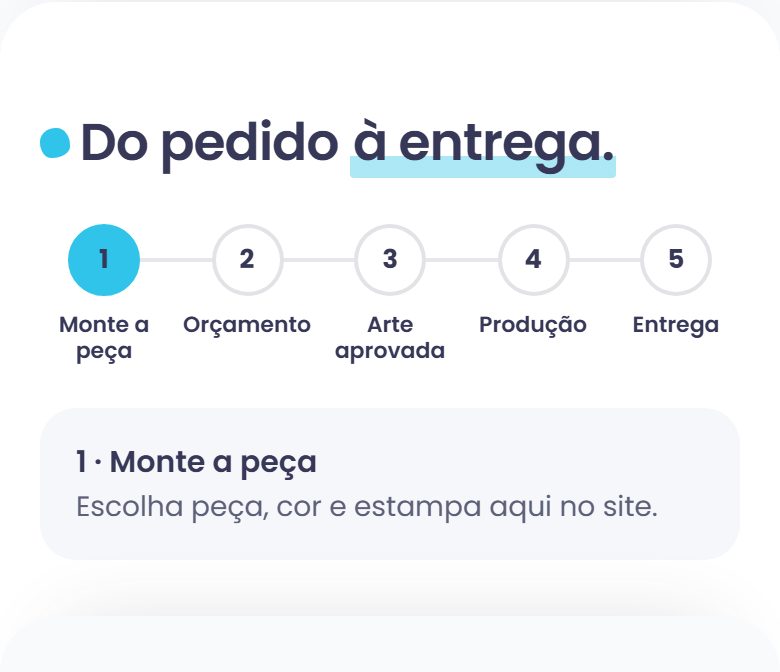 Do pedido à entrega.
1 2 3 4 5
Monte a peça
Orçamento
Arte aprovada
Produção
Entrega
1 · Monte a peça
Escolha peça, cor e estampa aqui no site.